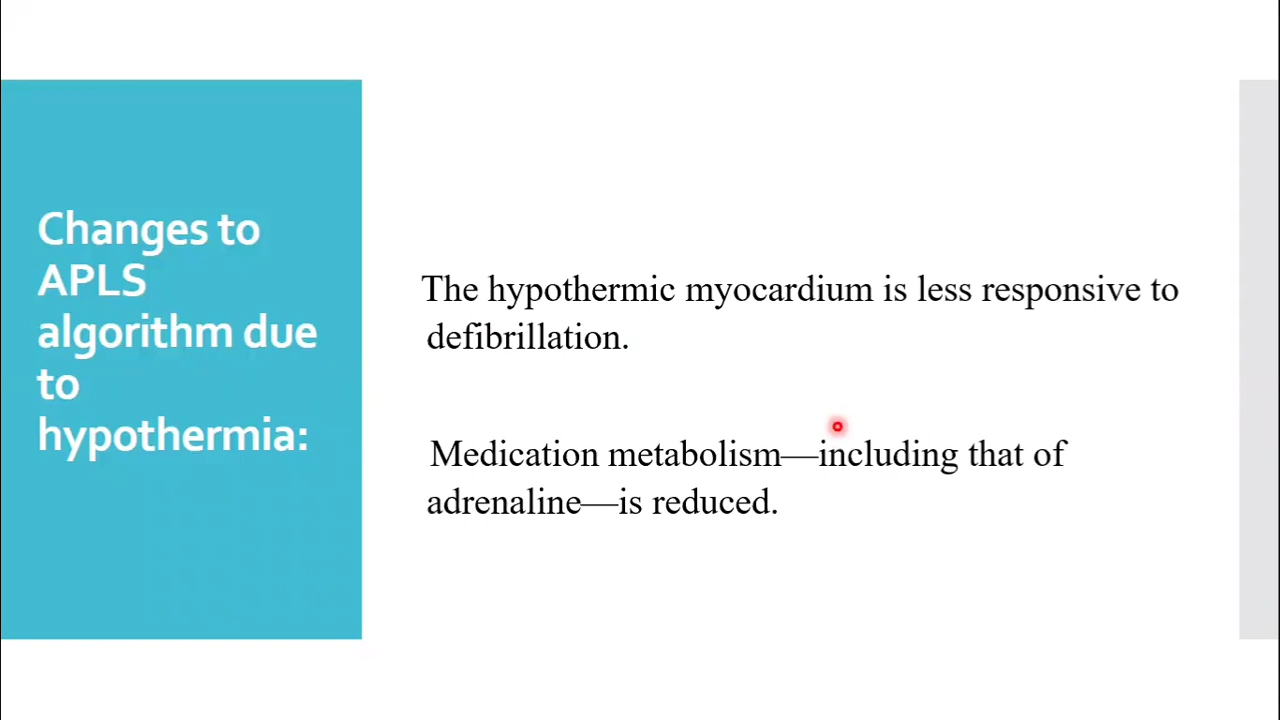 Changes to
APLS
algorithm due
to
hypothermia:
The hypothermic myocardium is less responsive to
defibrillation.
Medication metabolism—including that of
adrenaline—is reduced.